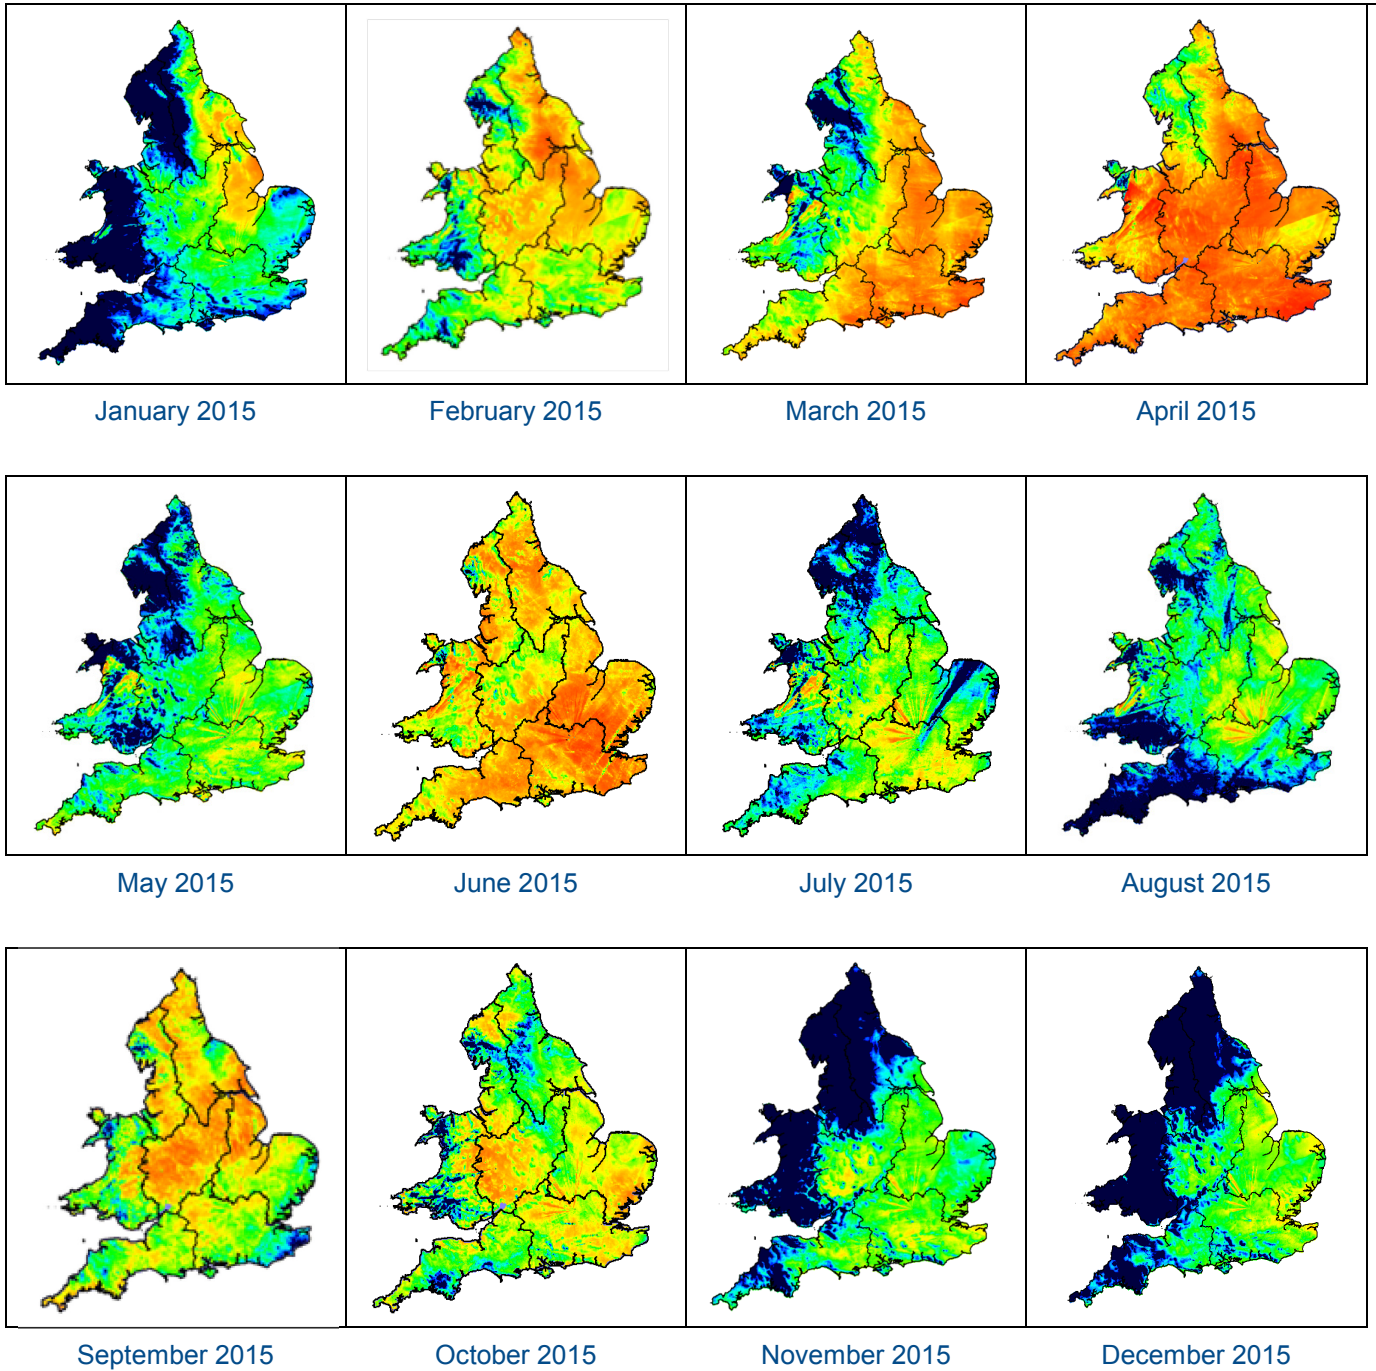 January 2015
February 2015
March 2015
April 2015
May 2015
June 2015
July 2015
August 2015
September 2015
October 2015
November 2015
December 2015